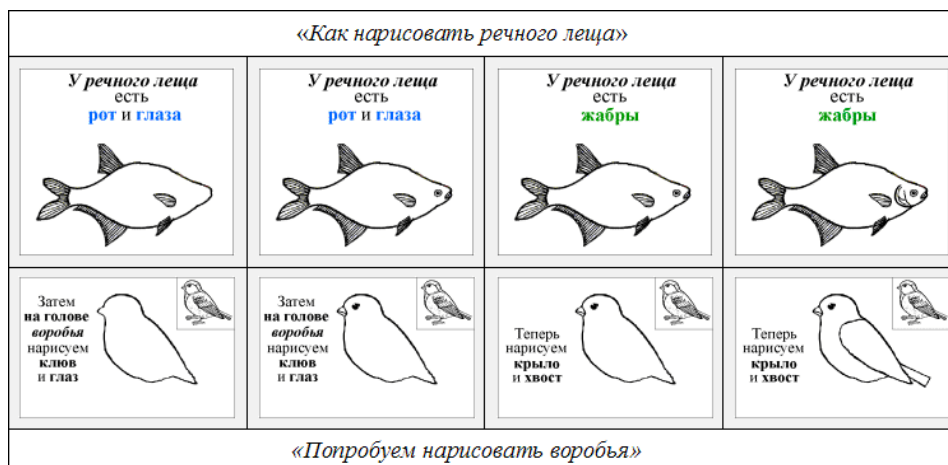 «Как нарисовать речного леща»
У речного леща
есть
рот и глаза
У речного леща
есть
рот и глаза
У речного леща
есть
жабры
У речного леща
есть
жабры
Затем
на голове
воробья
нарисуем
клюв
и глаз
Затем
на голове
воробья
нарисуем
клюв
и глаз
Теперь
нарисуем
крыло
и хвост
Теперь
нарисуем
крыло
и хвост
«Попробуем нарисовать воробья»